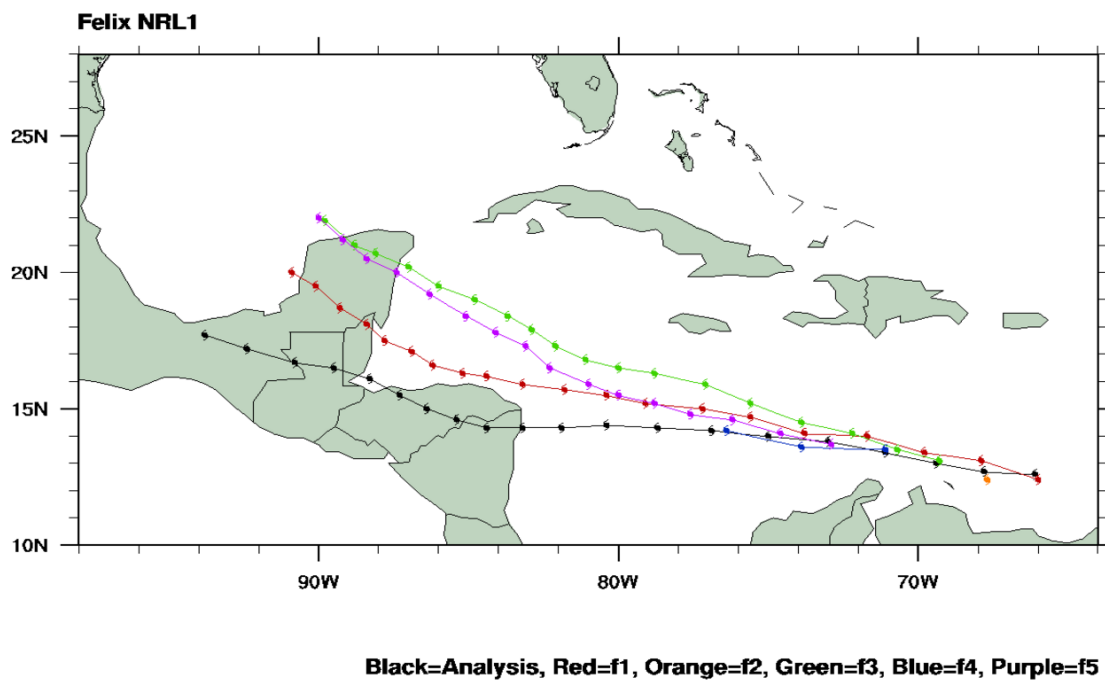 Felix NRL1
25N
20N
15N
10N
90W
80W
70W
Black=Analysis, Red=f1, Orange=f2, Green=f3, Blue=f4, Purple=f5